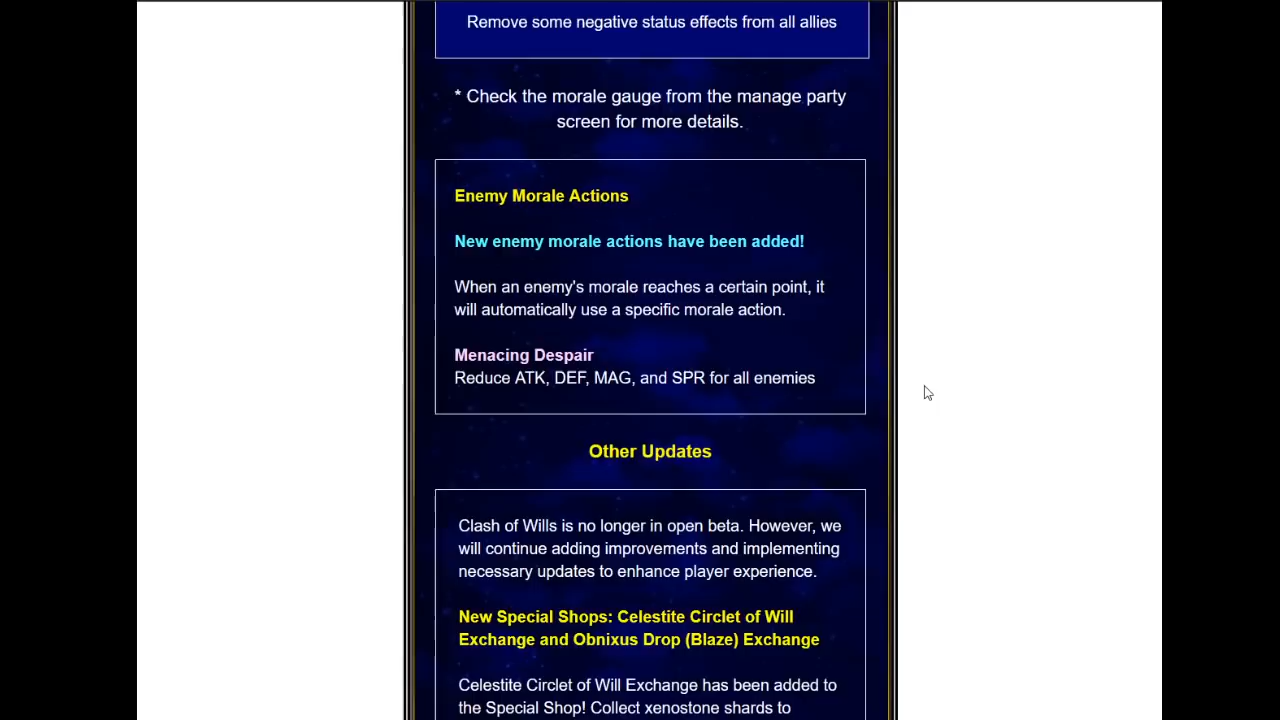 Remove some negative status effects from all allies
* Check the morale gauge from the manage party
screen for more details.
Enemy Morale Actions
New enemy morale actions have been added!
When an enemy's morale reaches a certain point, it
will automatically use a specific morale action.
Menacing Despair
Reduce ATK, DEF, MAG, and SPR for all enemies
Other Updates
Clash of Wills is no longer in open beta. However, we
will continue adding improvements and implementing
necessary updates to enhance player experience.
New Special Shops: Celestite Circlet of Will
Exchange and Obnixus Drop (Blaze) Exchange
Celestite Circlet of Will Exchange has been added to
the Special Shop! Collect xenostone shards to